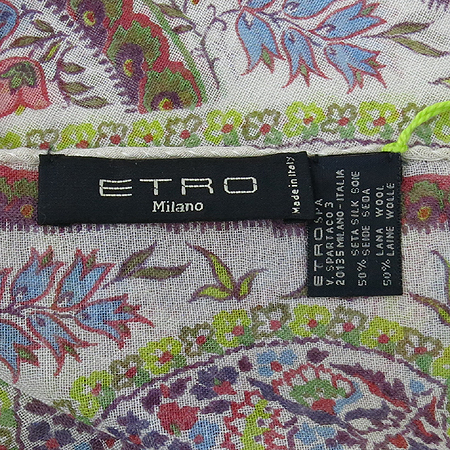 ETRO
Milano
Made in Italy
ETRO SPA
V. SPARTACO 3
20135 MILANO - ITALIA
50% SETA SILK SOIE
SEIDE SEDA
50% LANA WOOL
LAINE WOLLE